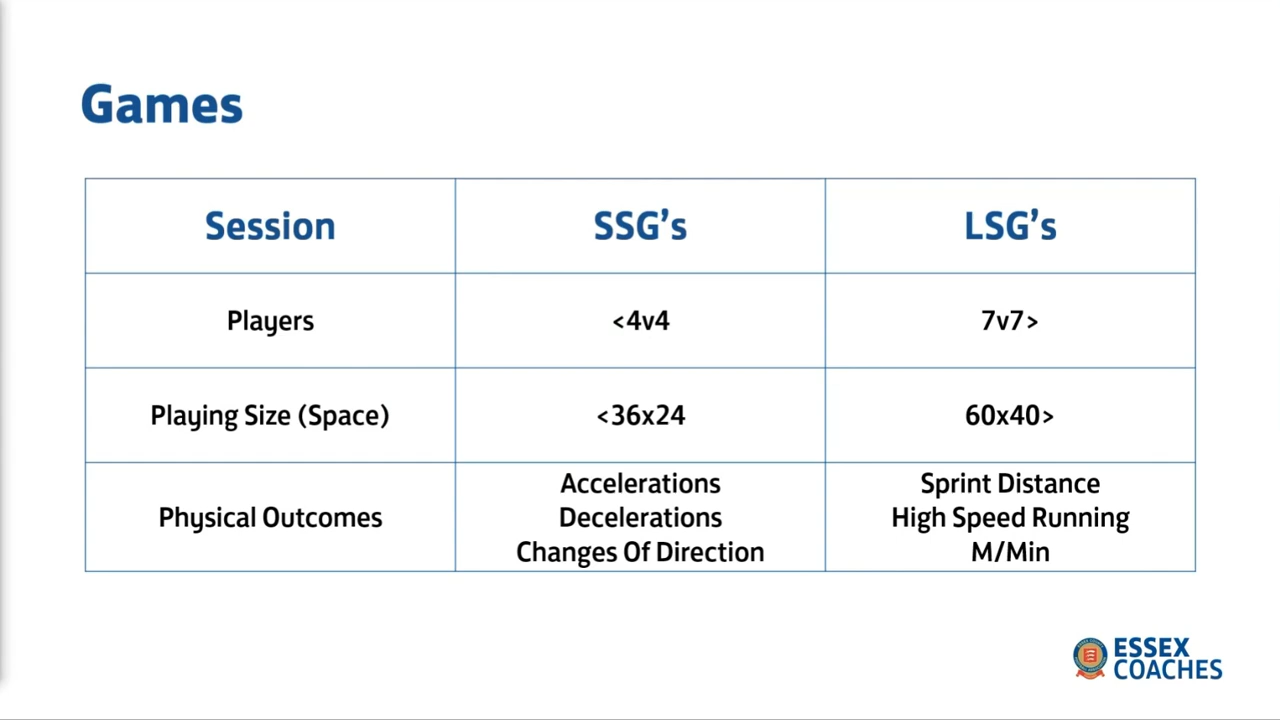 Games
Session SSG's LSG's
Players <4v4 7v7>
Playing Size (Space) <36x24 60x40>
Physical Outcomes
Accelerations
Decelerations
Changes Of Direction
Sprint Distance
High Speed Running
M/Min
ESSEX
COACHES